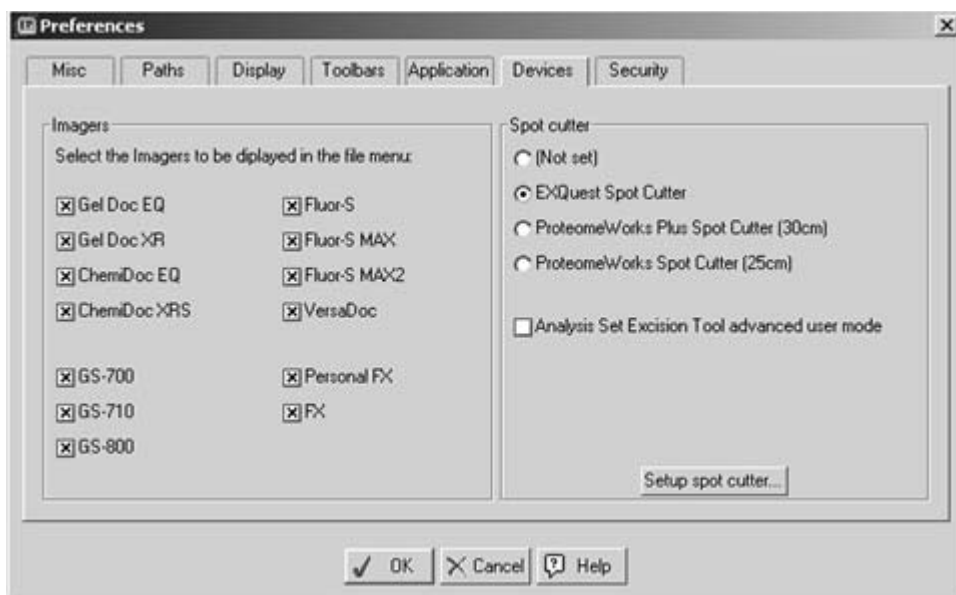 Preferences
Misc Paths Display Toolbars Application Devices Security
Imagers
Select the Imagers to be diplayed in the file menu:
Gel Doc EQ
Gel Doc XR
ChemiDoc EQ
ChemiDoc XRS
Fluor-S
Fluor-S MAX
Fluor-S MAX2
VersaDoc
GS-700
GS-710
GS-800
Personal FX
FX
Spot cutter
(Not set)
EXQuest Spot Cutter
ProteomeWorks Plus Spot Cutter (30cm)
ProteomeWorks Spot Cutter (25cm)
Analysis Set Excision Tool advanced user mode
Setup spot cutter...
OK Cancel Help